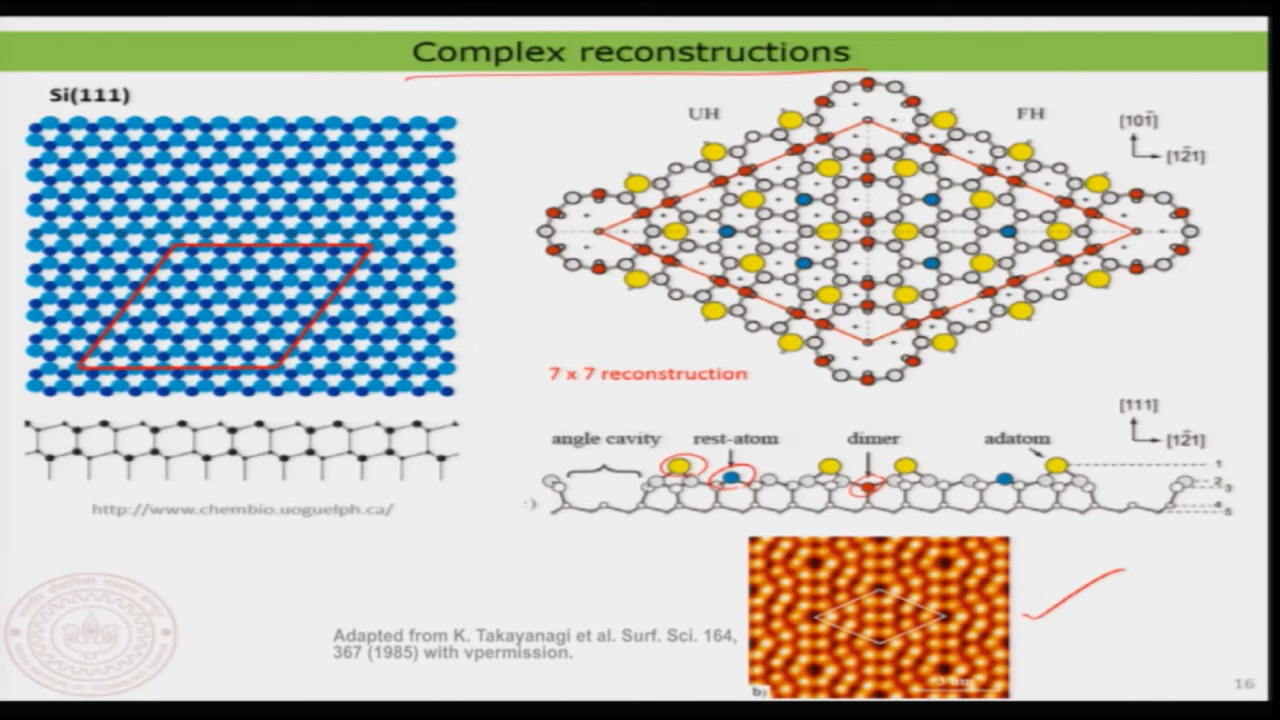 Complex reconstructions
Si(111)
UH
FH
[101̄]
[12̄1]
7 x 7 reconstruction
[111]
[12̄1]
angle cavity
rest-atom
dimer
adatom
1
2
3
4
5
http://www.chembio.uoguelph.ca/
Adapted from K. Takayanagi et al. Surf. Sci. 164,
367 (1985) with vpermission.
b)
16